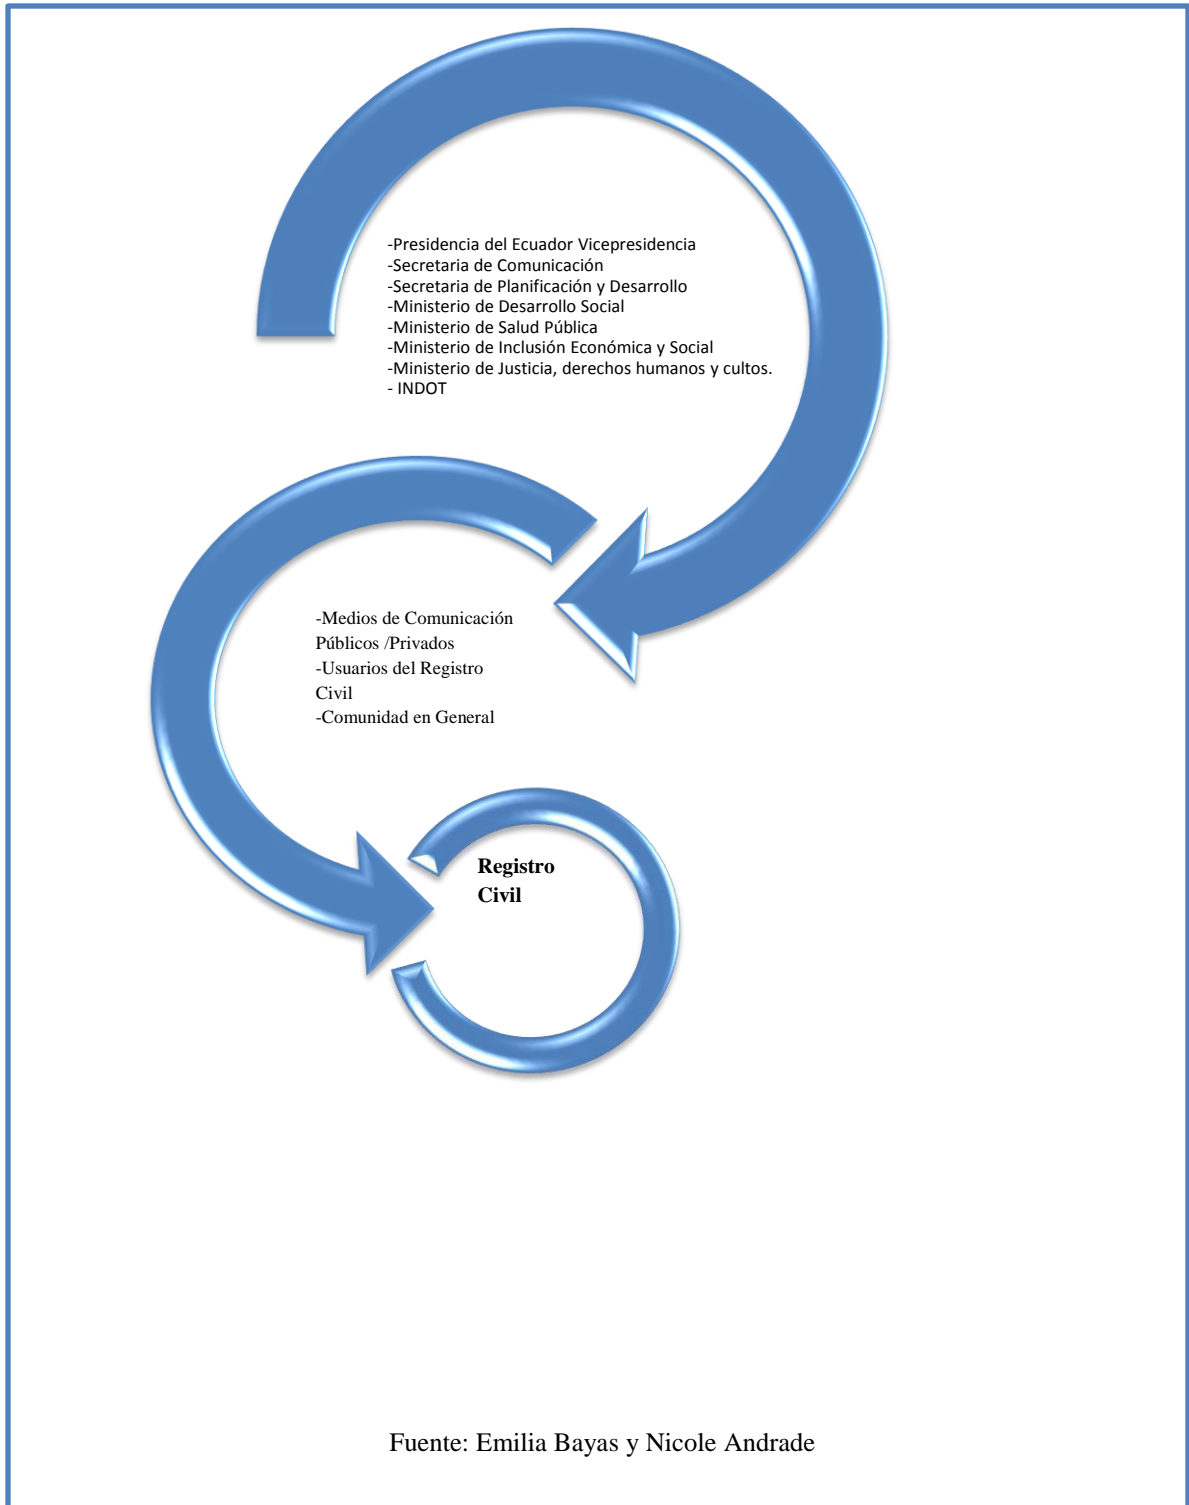 -Presidencia del Ecuador Vicepresidencia
-Secretaria de Comunicación
-Secretaria de Planificación y Desarrollo
-Ministerio de Desarrollo Social
-Ministerio de Salud Pública
-Ministerio de Inclusión Económica y Social
-Ministerio de Justicia, derechos humanos y cultos.
- INDOT
-Medios de Comunicación
Públicos /Privados
-Usuarios del Registro
Civil
-Comunidad en General
Registro
Civil
Fuente: Emilia Bayas y Nicole Andrade